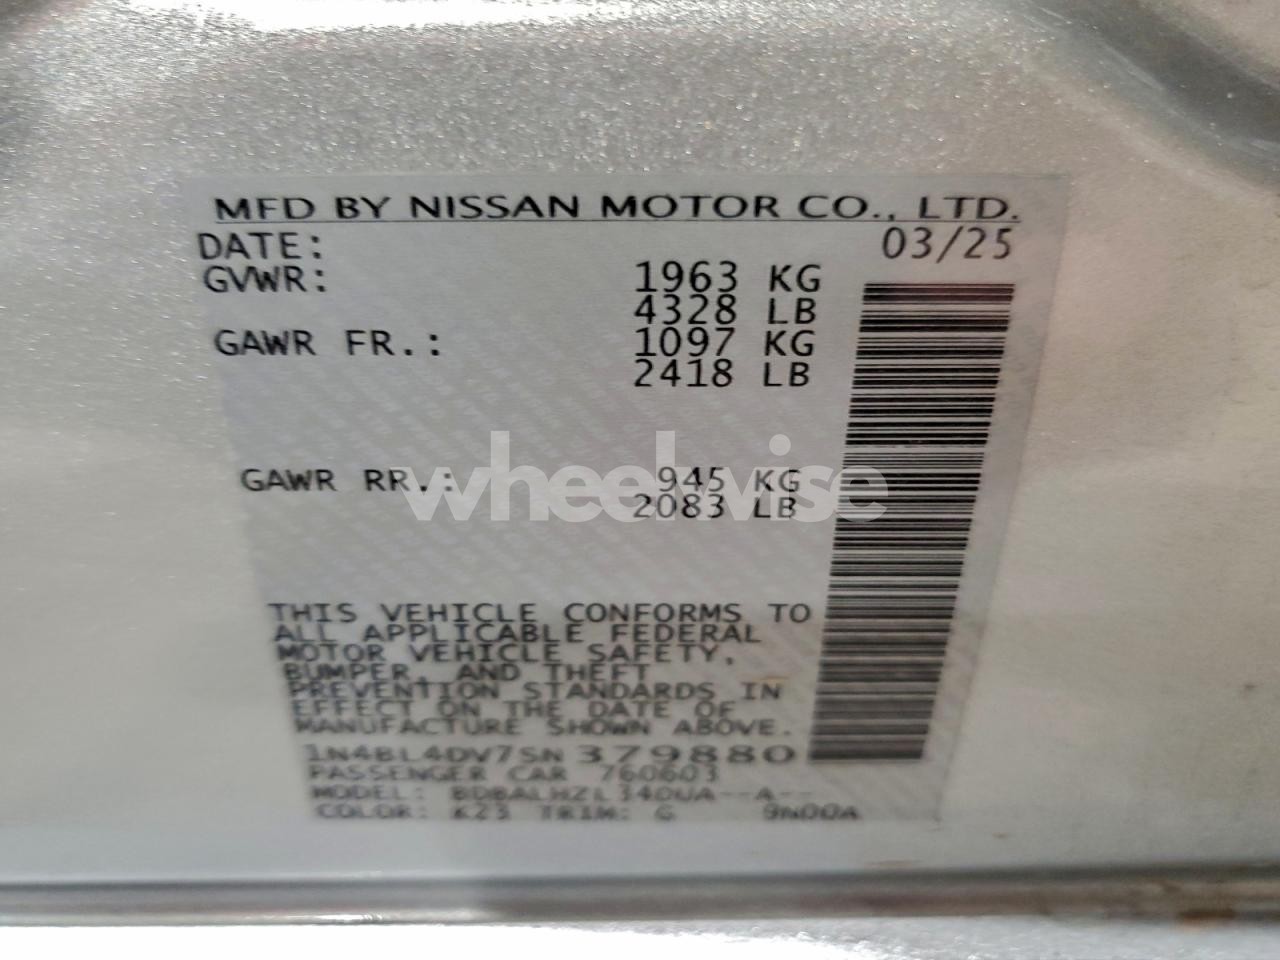 MFD BY NISSAN MOTOR CO., LTD.
DATE: 03/25
GVWR: 1963 KG
4328 LB
GAWR FR.: 1097 KG
2418 LB
GAWR RR.: 945 KG
2083 LB
wheelwise
THIS VEHICLE CONFORMS TO
ALL APPLICABLE FEDERAL
MOTOR VEHICLE SAFETY,
BUMPER, AND THEFT
PREVENTION STANDARDS IN
EFFECT ON THE DATE OF
MANUFACTURE SHOWN ABOVE.
1N4BL4DV7SN379880
PASSENGER CAR 760603
MODEL:
COLOR: K23 TRIM: G